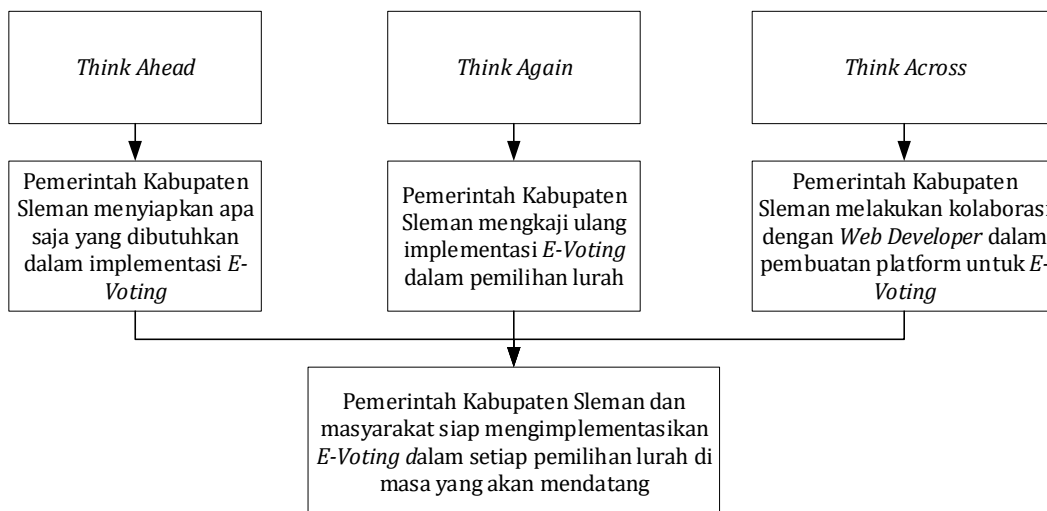 Think Ahead
Think Again
Think Across
Pemerintah Kabupaten
Sleman menyiapkan apa
saja yang dibutuhkan
dalam implementasi E-
Voting
Pemerintah Kabupaten
Sleman mengkaji ulang
implementasi E-Voting
dalam pemilihan lurah
Pemerintah Kabupaten
Sleman melakukan kolaborasi
dengan Web Developer dalam
pembuatan platform untuk E-
Voting
Pemerintah Kabupaten Sleman dan
masyarakat siap mengimplementasikan
E-Voting dalam setiap pemilihan lurah di
masa yang akan mendatang